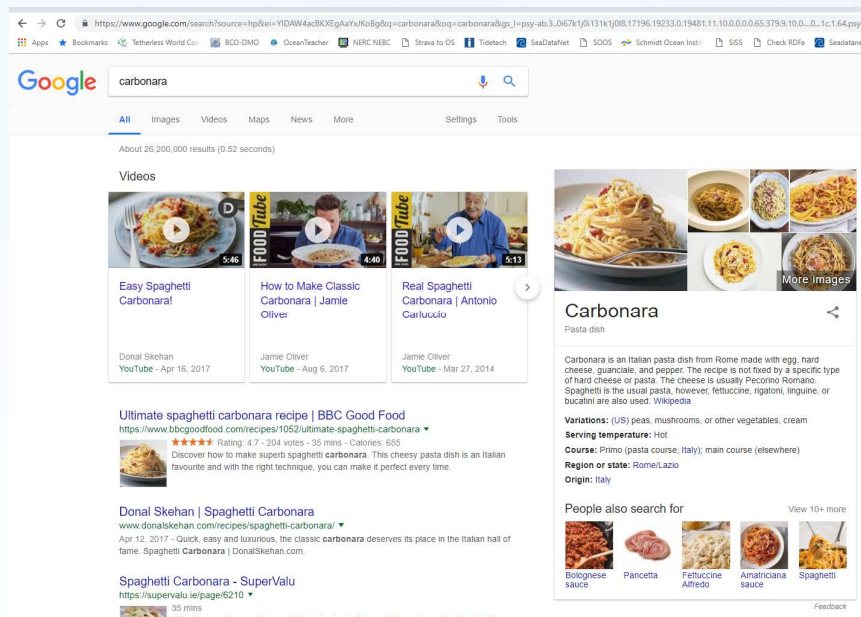 https://www.google.com/search?source=hp&ei=YIDAW4acBKXEgAaYxJKoBg&q=carbonara&oq=carbonara&gs_l=psy-ab.3..0i67k1j0i131k1j0l8.17196.19233.0.19481.11.10.0.0.0.0.65.379.9.10.0...0...1c.1.64.psy
Apps Bookmarks Tetherless World Con BCO-DMO OceanTeacher NERC NEBC Strava to OS Tidetech SeaDataNet SOOS Schmidt Ocean Instit SISS Check RDFa Seadatane
Google carbonara
All Images Videos Maps News More Settings Tools
About 26,200,000 results (0.52 seconds)
Videos
D
5:46
FOOD Tube
4:40
FOOD Tube
5:13
Easy Spaghetti
Carbonara!
Donal Skehan
YouTube - Apr 16, 2017
How to Make Classic
Carbonara | Jamie
Oliver
Jamie Oliver
YouTube - Aug 6, 2017
Real Spaghetti
Carbonara | Antonio
Carluccio
Jamie Oliver
YouTube - Mar 27, 2014
Ultimate spaghetti carbonara recipe | BBC Good Food
https://www.bbcgoodfood.com/recipes/1052/ultimate-spaghetti-carbonara
Rating: 4.7 - 204 votes - 35 mins - Calories: 655
Discover how to make superb spaghetti carbonara. This cheesy pasta dish is an Italian
favourite and with the right technique, you can make it perfect every time.
Donal Skehan | Spaghetti Carbonara
www.donalskehan.com/recipes/spaghetti-carbonara/
Apr 12, 2017 - Quick, easy and luxurious, the classic carbonara deserves its place in the Italian hall of
fame. Spaghetti Carbonara | DonalSkehan.com.
Spaghetti Carbonara - SuperValu
https://supervalu.ie/page/6210
35 mins
More images
Carbonara
Pasta dish
Carbonara is an Italian pasta dish from Rome made with egg, hard
cheese, guanciale, and pepper. The recipe is not fixed by a specific type
of hard cheese or pasta. The cheese is usually Pecorino Romano.
Spaghetti is the usual pasta, however, fettuccine, rigatoni, linguine, or
bucatini are also used. Wikipedia
Variations: (US) peas, mushrooms, or other vegetables, cream
Serving temperature: Hot
Course: Primo (pasta course, Italy); main course (elsewhere)
Region or state: Rome/Lazio
Origin: Italy
People also search for View 10+ more
Bolognese
sauce
Pancetta
Fettuccine
Alfredo
Amatriciana
sauce
Spaghetti
Feedback